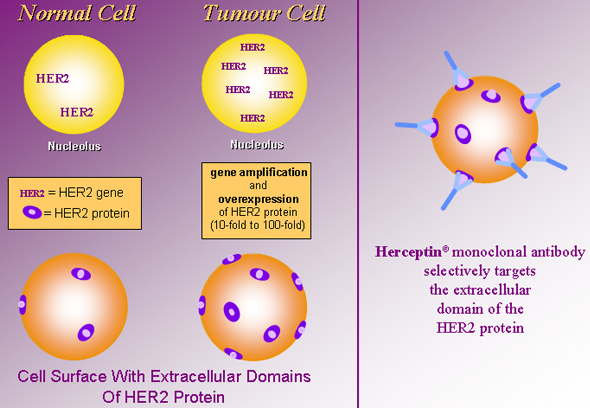 Normal Cell
Tumour Cell
HER2
HER2
HER2
HER2
HER2
HER2
HER2
HER2
Nucleolus
Nucleolus
HER2 = HER2 gene
= HER2 protein
gene amplification
and
overexpression
of HER2 protein
(10-fold to 100-fold)
Cell Surface With Extracellular Domains
Of HER2 Protein
Herceptin® monoclonal antibody
selectively targets
the extracellular
domain of the
HER2 protein